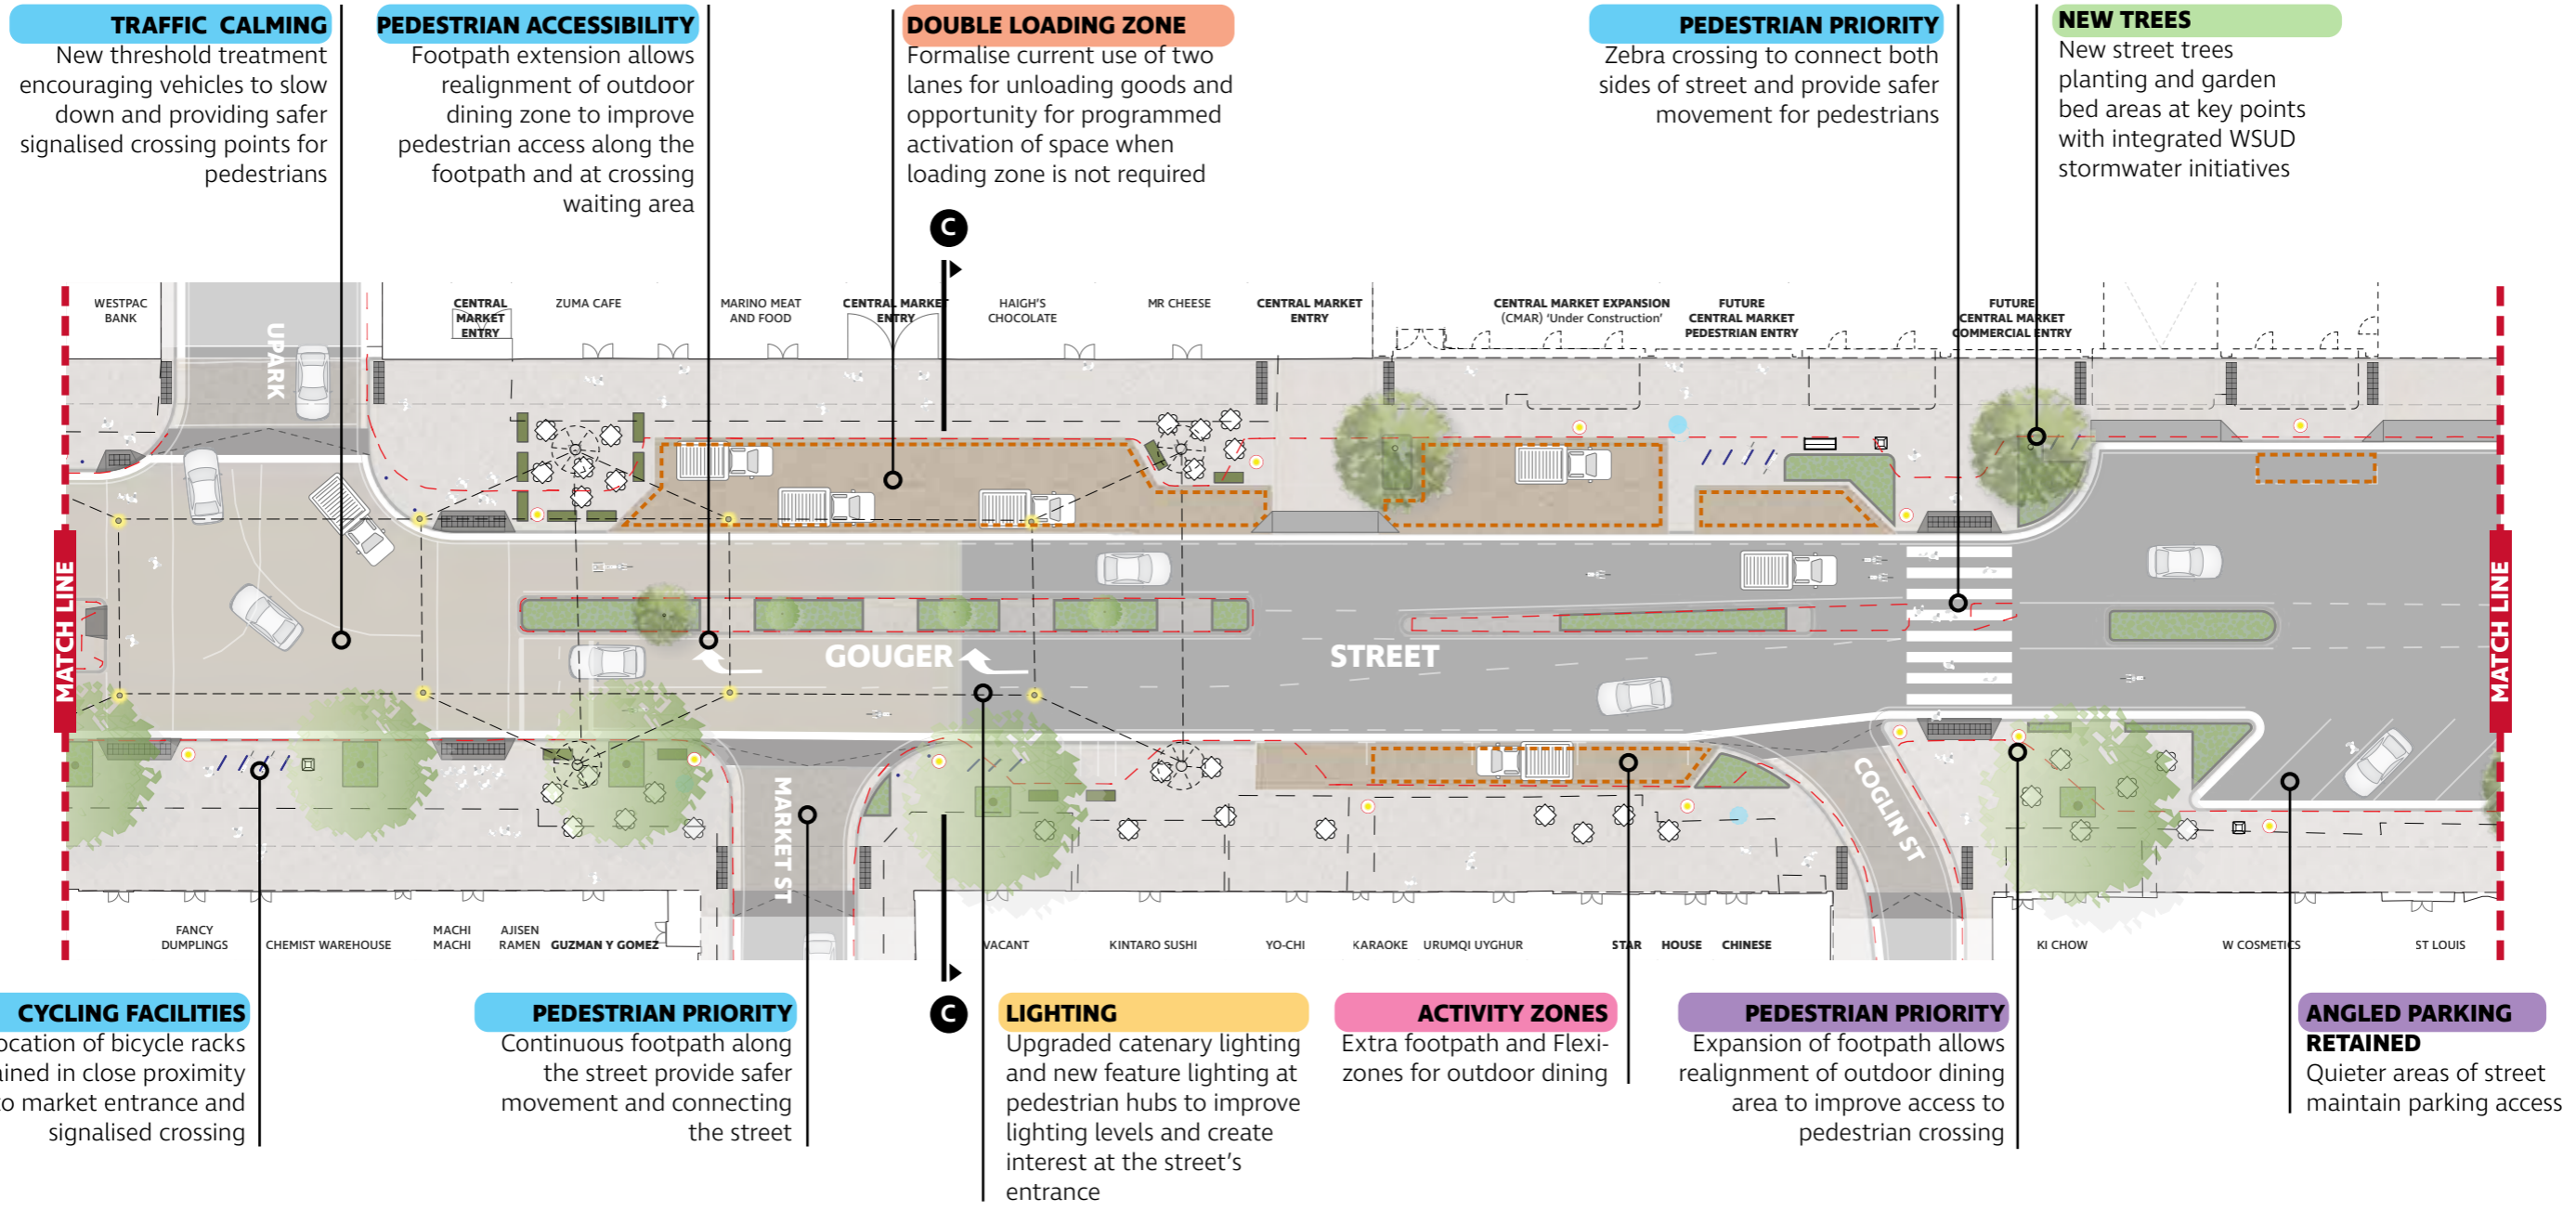 TRAFFIC CALMING
New threshold treatment
encouraging vehicles to slow
down and providing safer
signalised crossing points for
pedestrians
PEDESTRIAN ACCESSIBILITY
Footpath extension allows
realignment of outdoor
dining zone to improve
pedestrian access along the
footpath and at crossing
waiting area
DOUBLE LOADING ZONE
Formalise current use of two
lanes for unloading goods and
opportunity for programmed
activation of space when
loading zone is not required
PEDESTRIAN PRIORITY
Zebra crossing to connect both
sides of street and provide safer
movement for pedestrians
NEW TREES
New street trees
planting and garden
bed areas at key points
with integrated WSUD
stormwater initiatives
C
WESTPAC
BANK
UPARK
CENTRAL
MARKET
ENTRY
ZUMA CAFE
MARINO MEAT
AND FOOD
CENTRAL MARKET
ENTRY
HAIGH'S
CHOCOLATE
MR CHEESE
CENTRAL MARKET
ENTRY
CENTRAL MARKET EXPANSION
(CMAR) 'Under Construction'
FUTURE
CENTRAL MARKET
PEDESTRIAN ENTRY
FUTURE
CENTRAL MARKET
COMMERCIAL ENTRY
MATCH LINE
GOUGER STREET
MATCH LINE
MARKET ST
COGLIN ST
FANCY
DUMPLINGS
CHEMIST WAREHOUSE
MACHI
MACHI
AJISEN
RAMEN
GUZMAN Y GOMEZ
VACANT
KINTARO SUSHI
YO-CHI
KARAOKE
URUMQI UYGHUR
STAR HOUSE CHINESE
KI CHOW
W COSMETICS
ST LOUIS
CYCLING FACILITIES
ocation of bicycle racks
ined in close proximity
o market entrance and
signalised crossing
PEDESTRIAN PRIORITY
Continuous footpath along
the street provide safer
movement and connecting
the street
C
LIGHTING
Upgraded catenary lighting
and new feature lighting at
pedestrian hubs to improve
lighting levels and create
interest at the street's
entrance
ACTIVITY ZONES
Extra footpath and Flexi-
zones for outdoor dining
PEDESTRIAN PRIORITY
Expansion of footpath allows
realignment of outdoor dining
area to improve access to
pedestrian crossing
ANGLED PARKING
RETAINED
Quieter areas of street
maintain parking access